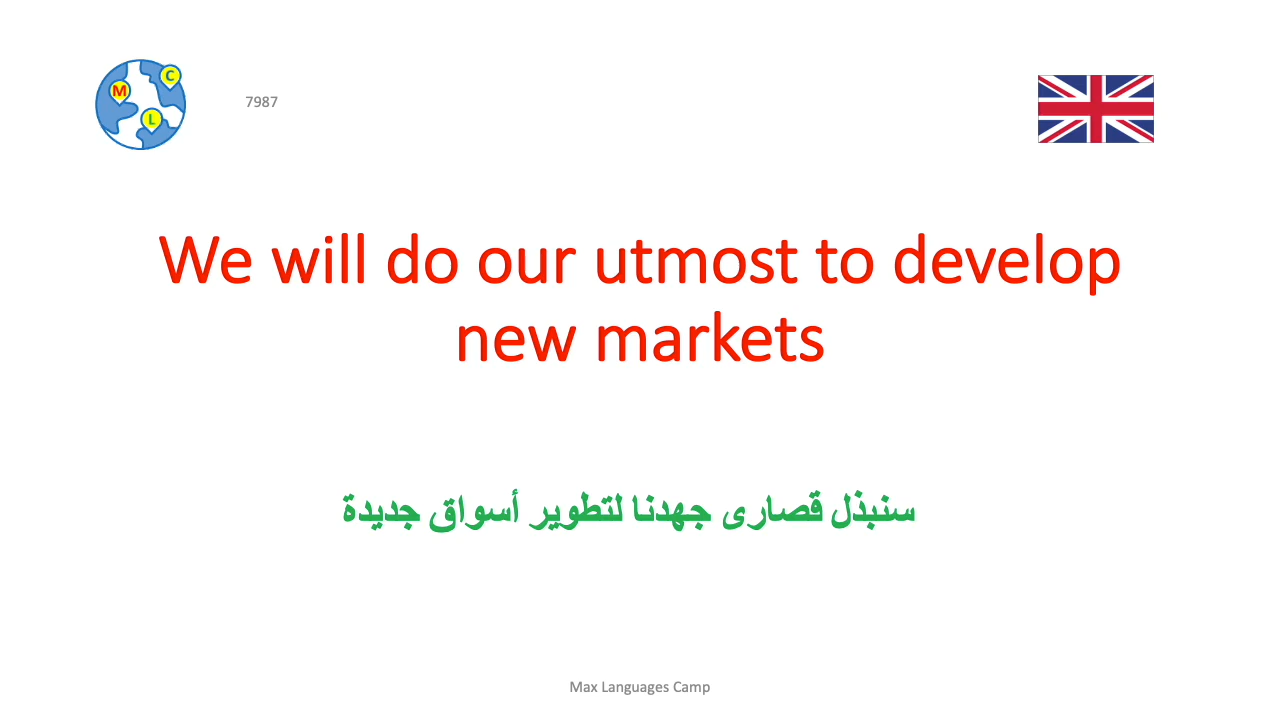 M
C
L
7987
We will do our utmost to develop
new markets
سنبذل قصارى جهدنا لتطوير أسواق جديدة
Max Languages Camp